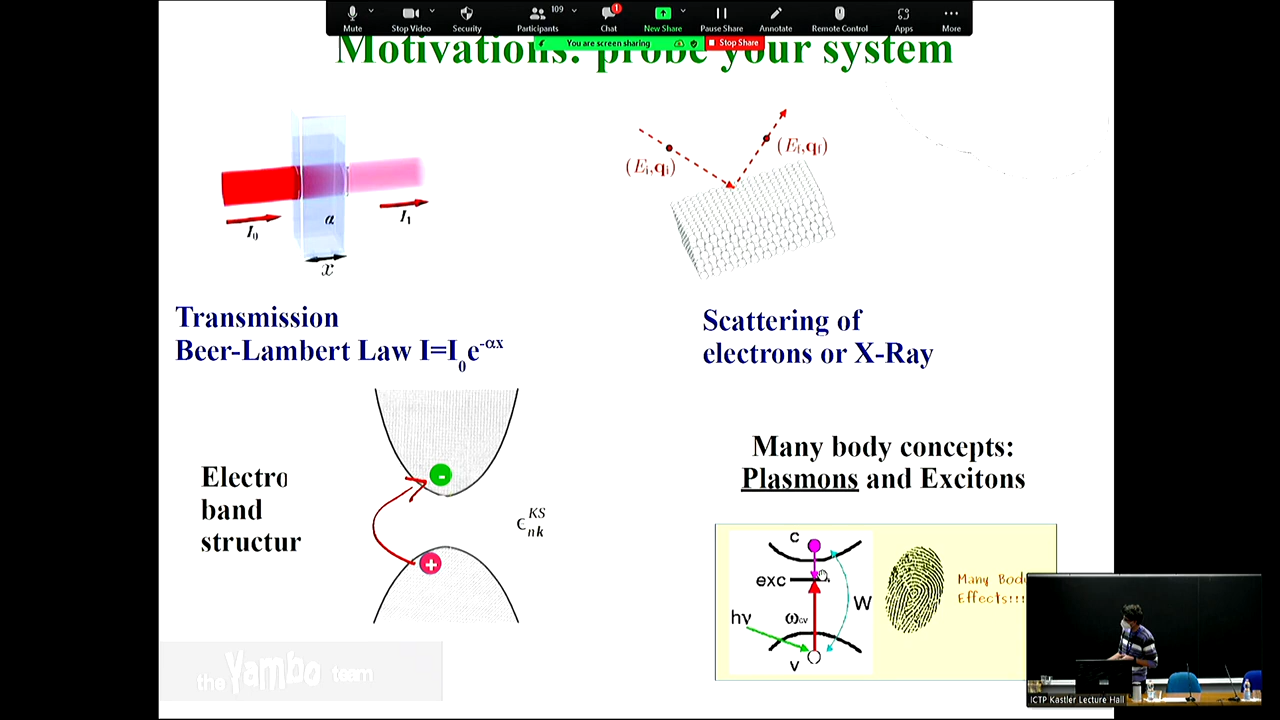 Mute
Stop Video
Security
109
Participants
1
Chat
New Share
Pause Share
Annotate
Remote Control
Apps
More
You are screen sharing
Stop Share
Motivations: probe your system
(Ei,qi)
(Ef,qf)
α
I0
I1
x
Transmission
Beer-Lambert Law I=I0e-αx
Scattering of
electrons or X-Ray
Electro
band
structur
-
+
ϵnkKS
Many body concepts:
Plasmons and Excitons
c
exc
hν
ωcv
W
v
Many Body
Effects!!!
the Yambo team
ICTP Kastler Lecture Hall